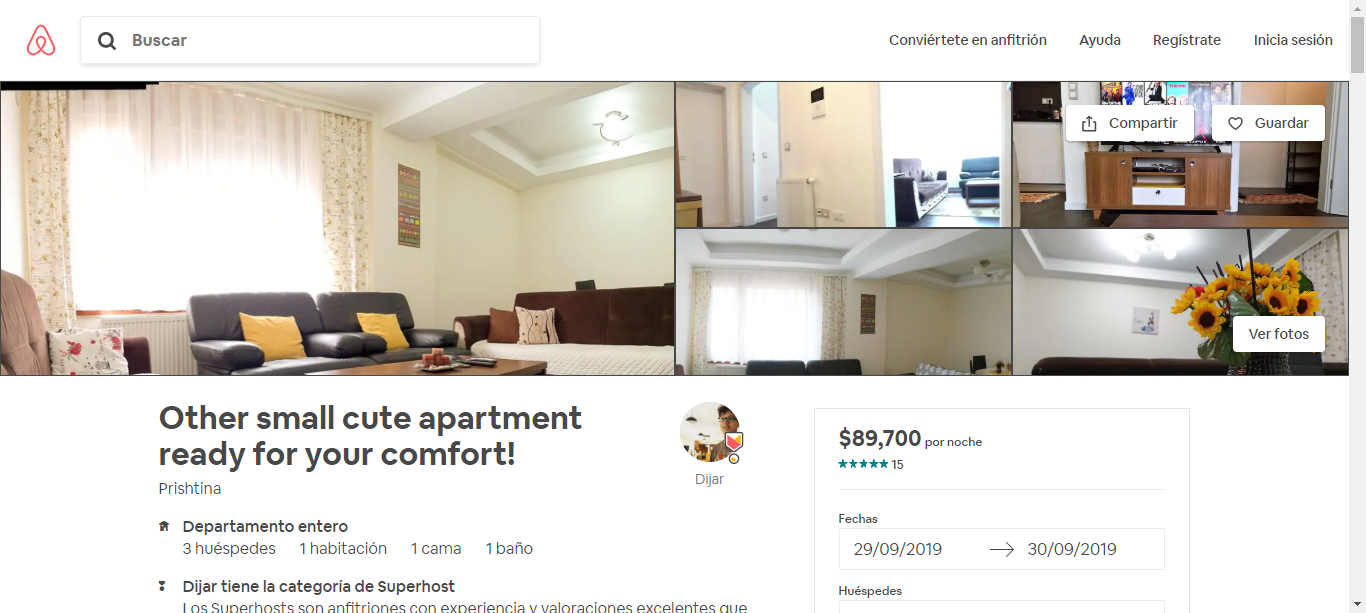 Buscar
Conviértete en anfitrión
Ayuda
Regístrate
Inicia sesión
Compartir
Guardar
Ver fotos
Other small cute apartment
ready for your comfort!
Prishtina
Dijar
Departamento entero
3 huéspedes 1 habitación 1 cama 1 baño
Dijar tiene la categoría de Superhost
Los Superhosts son anfitriones con experiencia y valoraciones excelentes que
$89,700 por noche
15
Fechas
29/09/2019
30/09/2019
Huéspedes